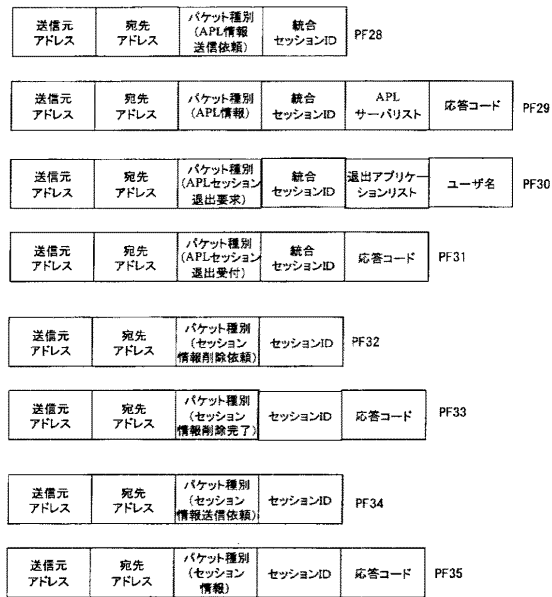 送信元
アドレス
宛先
アドレス
パケット種別
(APL情報
送信依頼)
統合
セッションID
PF28
送信元
アドレス
宛先
アドレス
パケット種別
(APL情報)
統合
セッションID
APL
サーバリスト
応答コード
PF29
送信元
アドレス
宛先
アドレス
パケット種別
(APLセッション
退出要求)
統合
セッションID
退出アプリケー
ションリスト
ユーザ名
PF30
送信元
アドレス
宛先
アドレス
パケット種別
(APLセッション
退出受付)
統合
セッションID
応答コード
PF31
送信元
アドレス
宛先
アドレス
パケット種別
(セッション
情報削除依頼)
セッションID
PF32
送信元
アドレス
宛先
アドレス
パケット種別
(セッション
情報削除完了)
セッションID
応答コード
PF33
送信元
アドレス
宛先
アドレス
パケット種別
(セッション
情報送信依頼)
セッションID
PF34
送信元
アドレス
宛先
アドレス
パケット種別
(セッション
情報)
セッションID
応答コード
PF35